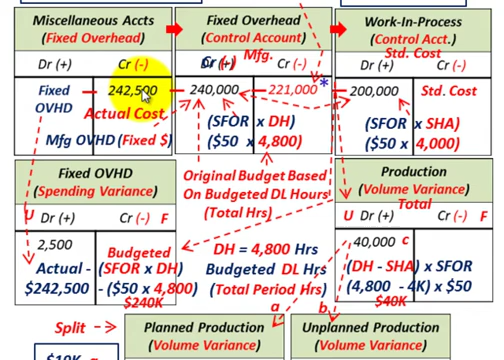 Miscellaneous Accts
(Fixed Overhead)
Dr (+) Cr (-)
Fixed
OVHD
242,500
Actual Cost
Mfg OVHD (Fixed $)
Fixed Overhead
(Control Account)
Mfg.
240,000 221,000 *
(SFOR x DH)
($50 x 4,800)
Work-In-Process
(Control Acct.)
Std. Cost
Dr (+) Cr (-)
200,000 Std. Cost
(SFOR x SHA)
($50 x 4,000)
Fixed OVHD
(Spending Variance)
U Dr (+) Cr (-) F
2,500
Budgeted
Actual - (SFOR x DH)
$242,500 - ($50 x 4,800)
$240K
Original Budget Based
On Budgeted DL Hours
(Total Hrs)
DH = 4,800 Hrs
Budgeted DL Hrs
(Total Period Hrs)
Production
(Volume Variance)
Total
U Dr (+) Cr (-) F
40,000 c
(DH - SHA) x SFOR
(4,800 - 4K) x $50
$40K
a b
Split
Planned Production
(Volume Variance)
Unplanned Production
(Volume Variance)